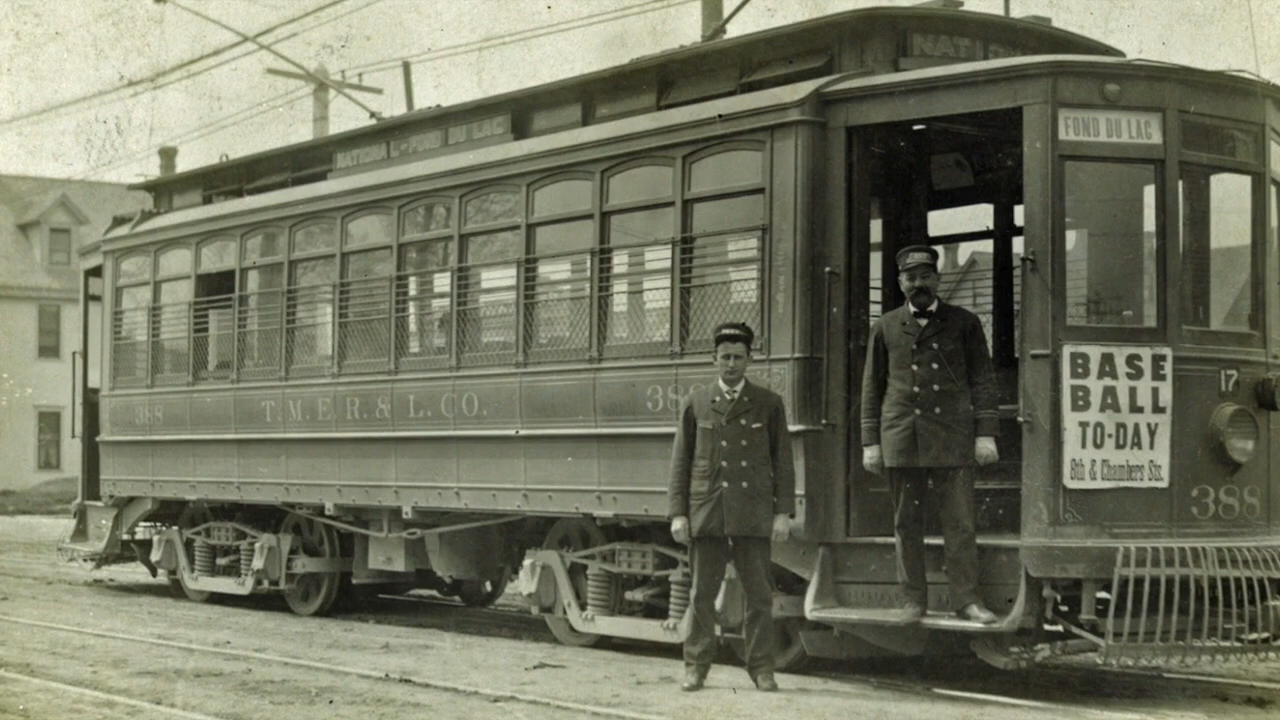 NATIONAL-FOND DU LAC
NATIO
FOND DU LAC
388
T.M.E.R. & L. CO.
388
BASE
BALL
TO-DAY
8th & Chambers Sts.
17
388